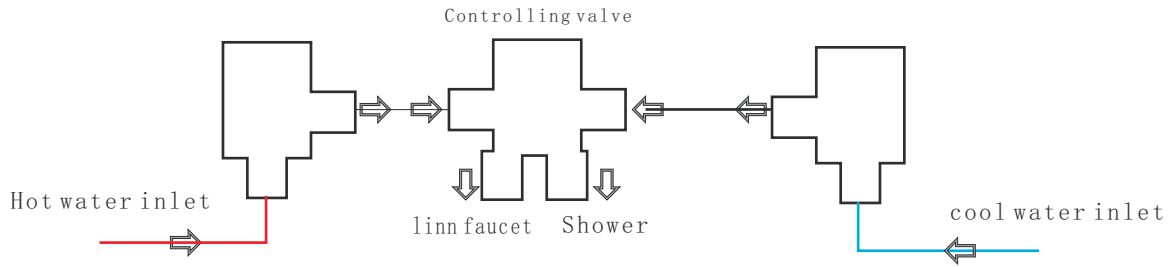 Controlling valve
Hot water inlet
linn faucet
Shower
cool water inlet